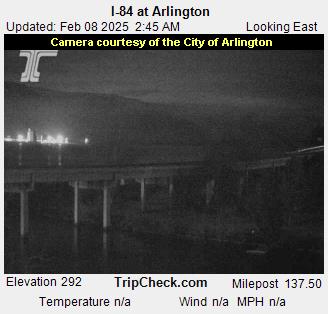 I-84 at Arlington
Updated: Feb 08 2025 2:45 AM Looking East
Camera courtesy of the City of Arlington
Elevation 292 TripCheck.com Milepost 137.50
Temperature n/a Wind n/a MPH n/a